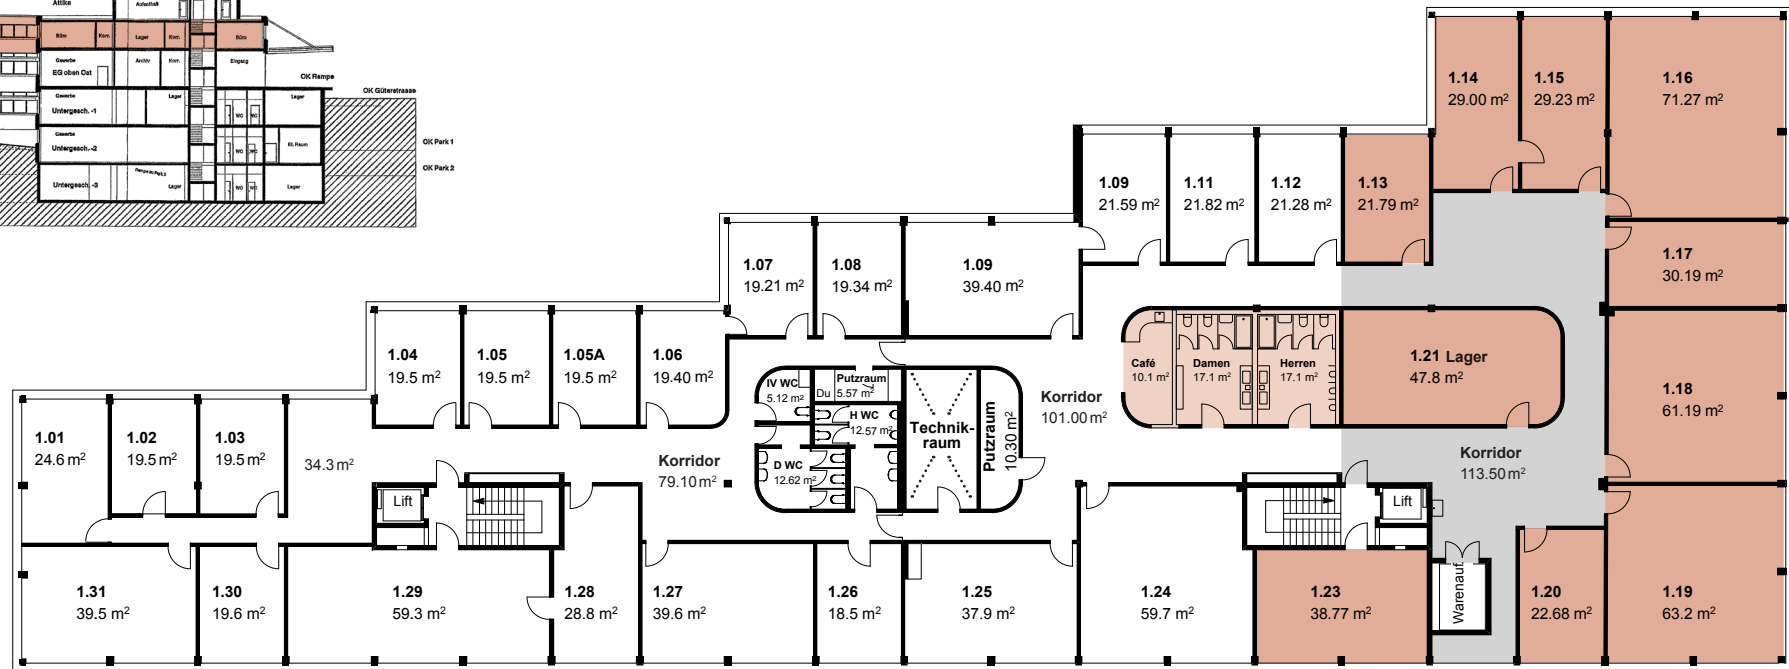 Attika
Aufenthalt
Büro
Korr.
Lager
Korr.
Büro
Gewerbe
EG oben Ost
Archiv
Korr.
Eingang
OK Rampe
OK Güterstrasse
Gewerbe
Untergesch. -1
Lager
WC
WC
Lager
Gewerbe
Untergesch. -2
WC
WC
El. Raum
OK Park 1
OK Park 2
Untergesch. -3
Lager
WC
WC
Lager
1.14
29.00 m²
1.15
29.23 m²
1.16
71.27 m²
1.09
21.59 m²
1.11
21.82 m²
1.12
21.28 m²
1.13
21.79 m²
1.17
30.19 m²
1.07
19.21 m²
1.08
19.34 m²
1.09
39.40 m²
1.04
19.5 m²
1.05
19.5 m²
1.05A
19.5 m²
1.06
19.40 m²
IV WC
5.12 m²
Putzraum
Du
5.57 m²
H WC
12.57 m²
D WC
12.62 m²
Technik-
raum
Putzraum
10.30 m²
Korridor
101.00 m²
Café
10.1 m²
Damen
17.1 m²
Herren
17.1 m²
1.21 Lager
47.8 m²
1.18
61.19 m²
1.01
24.6 m²
1.02
19.5 m²
1.03
19.5 m²
34.3 m²
Lift
Korridor
79.10 m²
Lift
Korridor
113.50 m²
1.31
39.5 m²
1.30
19.6 m²
1.29
59.3 m²
1.28
28.8 m²
1.27
39.6 m²
1.26
18.5 m²
1.25
37.9 m²
1.24
59.7 m²
1.23
38.77 m²
Warenauf
1.20
22.68 m²
1.19
63.2 m²